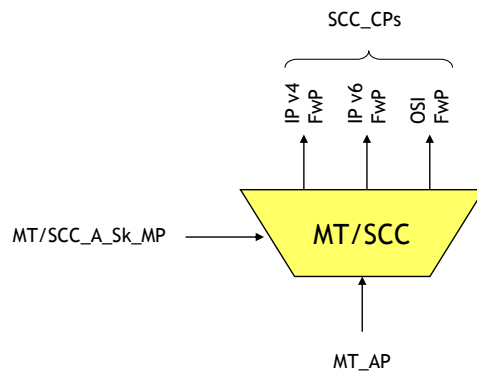 SCC_CPs
IP v4
FwP
IP v6
FwP
OSI
FwP
MT/SCC_A_Sk_MP
MT/SCC
MT_AP